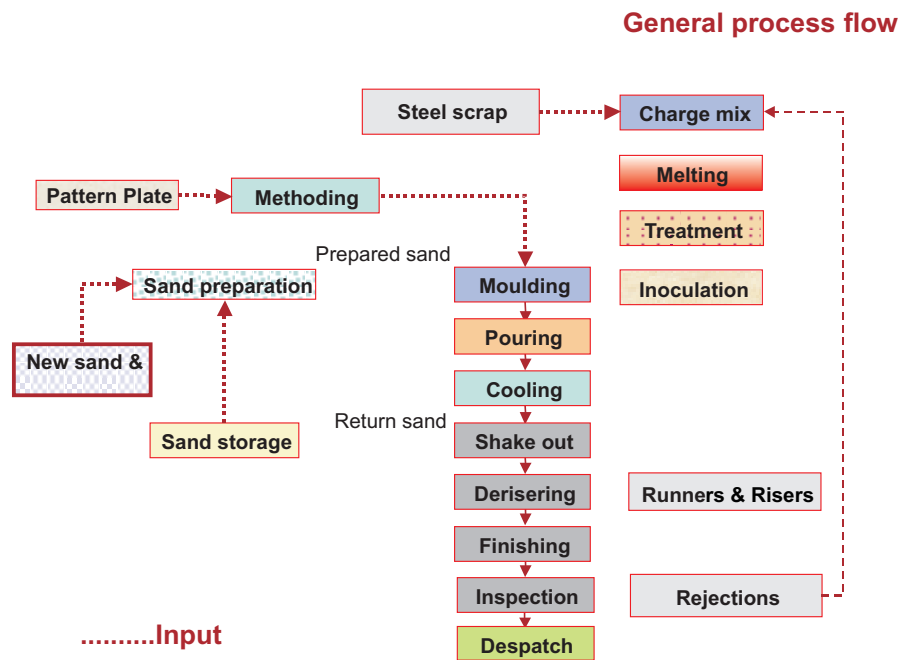 General process flow
Steel scrap
Charge mix
Melting
Pattern Plate
Methoding
Treatment
Prepared sand
Sand preparation
Moulding
Inoculation
Pouring
New sand &
Cooling
Return sand
Sand storage
Shake out
Derisering
Runners & Risers
Finishing
Inspection
Rejections
..........Input
Despatch